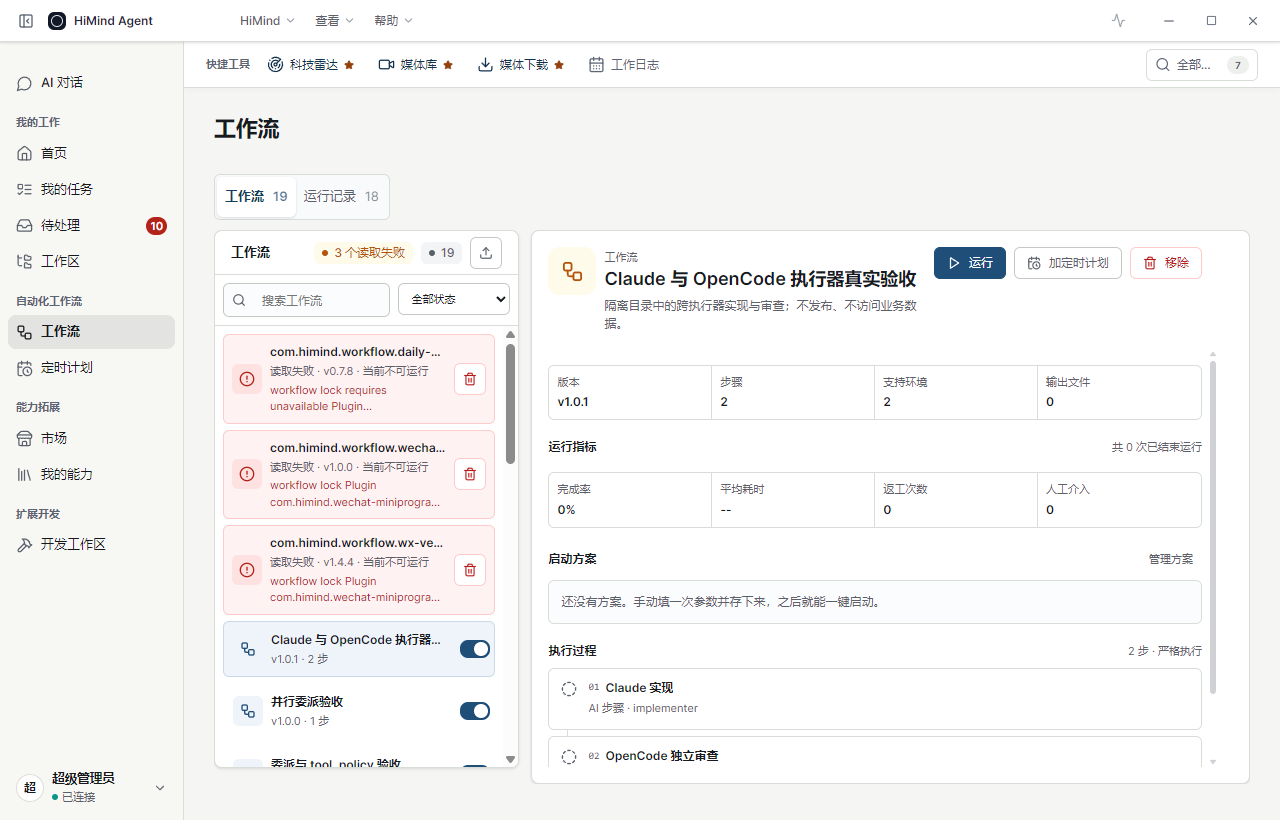 HiMind Agent
HiMind
查看
帮助
快捷工具
科技雷达
媒体库
媒体下载
工作日志
全部...
7
AI 对话
我的工作
首页
我的任务
待处理
10
工作区
自动化工作流
工作流
定时计划
能力拓展
市场
我的能力
扩展开发
开发工作区
超
超级管理员
已连接
工作流
工作流 19
运行记录 18
工作流
3 个读取失败
19
搜索工作流
全部状态
com.himind.workflow.daily-...
读取失败 · v0.7.8 · 当前不可运行
workflow lock requires
unavailable Plugin...
com.himind.workflow.wecha...
读取失败 · v1.0.0 · 当前不可运行
workflow lock Plugin
com.himind.wechat-miniprogra...
com.himind.workflow.wx-ve...
读取失败 · v1.4.4 · 当前不可运行
workflow lock Plugin
com.himind.wechat-miniprogra...
Claude 与 OpenCode 执行器...
v1.0.1 · 2 步
并行委派验收
v1.0.0 · 1 步
委派与 tool_policy 验收
工作流
Claude 与 OpenCode 执行器真实验收
隔离目录中的跨执行器实现与审查；不发布、不访问业务数
据。
运行
加定时计划
移除
版本
v1.0.1
步骤
2
支持环境
2
输出文件
0
运行指标
共 0 次已结束运行
完成率
0%
平均耗时
--
返工次数
0
人工介入
0
启动方案
管理方案
还没有方案。手动填一次参数并存下来，之后就能一键启动。
执行过程
2 步 · 严格执行
01 Claude 实现
AI 步骤 · implementer
02 OpenCode 独立审查